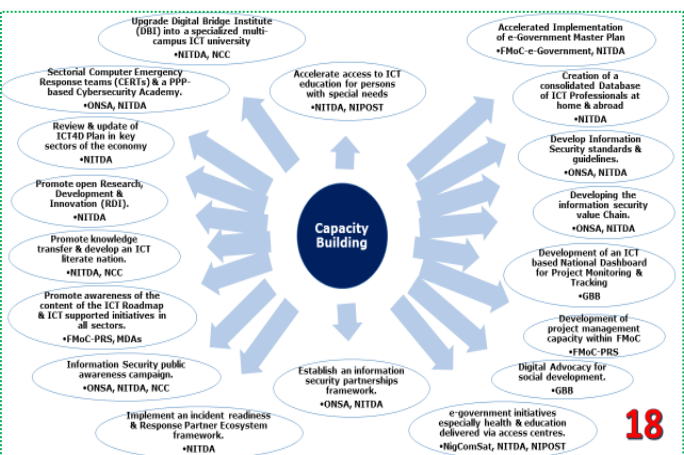 Upgrade Digital Bridge Institute
(DBI) into a specialized multi-
campus ICT university
•NITDA, NCC
Accelerated Implementation
of e-Government Master Plan
•FMoC-e-Government, NITDA
Sectorial Computer Emergency
Response teams (CERTs) & a PPP-
based Cybersecurity Academy.
•ONSA, NITDA
Accelerate access to ICT
education for persons
with special needs
•NITDA, NIPOST
Creation of a
consolidated Database
of ICT Professionals at
home & abroad
•NITDA
Review & update of
ICT4D Plan in key
sectors of the economy
•NITDA
Develop Information
Security standards &
guidelines.
•ONSA, NITDA
Promote open Research,
Development &
Innovation (RDI).
•NITDA
Developing the
information security
value Chain.
•ONSA, NITDA
Capacity
Building
Promote knowledge
transfer & develop an ICT
literate nation.
•NITDA, NCC
Development of an ICT
based National Dashboard
for Project Monitoring &
Tracking
•GBB
Promote awareness of the
content of the ICT Roadmap
& ICT supported initiatives in
all sectors.
•FMoC-PRS, MDAs
Development of
project management
capacity within FMoC
•FMoC-PRS
Information Security public
awareness campaign.
•ONSA, NITDA, NCC
Establish an information
security partnerships
framework.
•ONSA, NITDA
Digital Advocacy for
social development.
•GBB
Implement an incident readiness
& Response Partner Ecosystem
framework.
•NITDA
e-government initiatives
especially health & education
delivered via access centres.
•NigComSat, NITDA, NIPOST
18